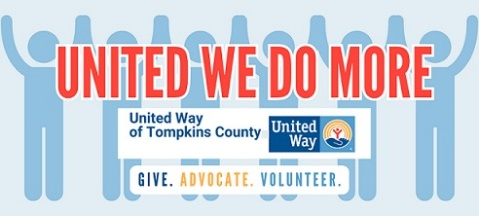 UNITED WE DO MORE
United Way
of Tompkins County
United
Way
GIVE. ADVOCATE. VOLUNTEER.